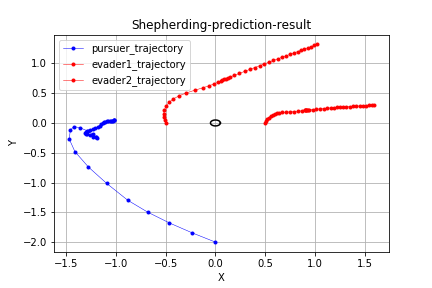 Shepherding-prediction-result
pursuer_trajectory
evader1_trajectory
evader2_trajectory
1.0
0.5
0.0
−0.5
−1.0
−1.5
−2.0
Y
−1.5
−1.0
−0.5
0.0
0.5
1.0
1.5
X